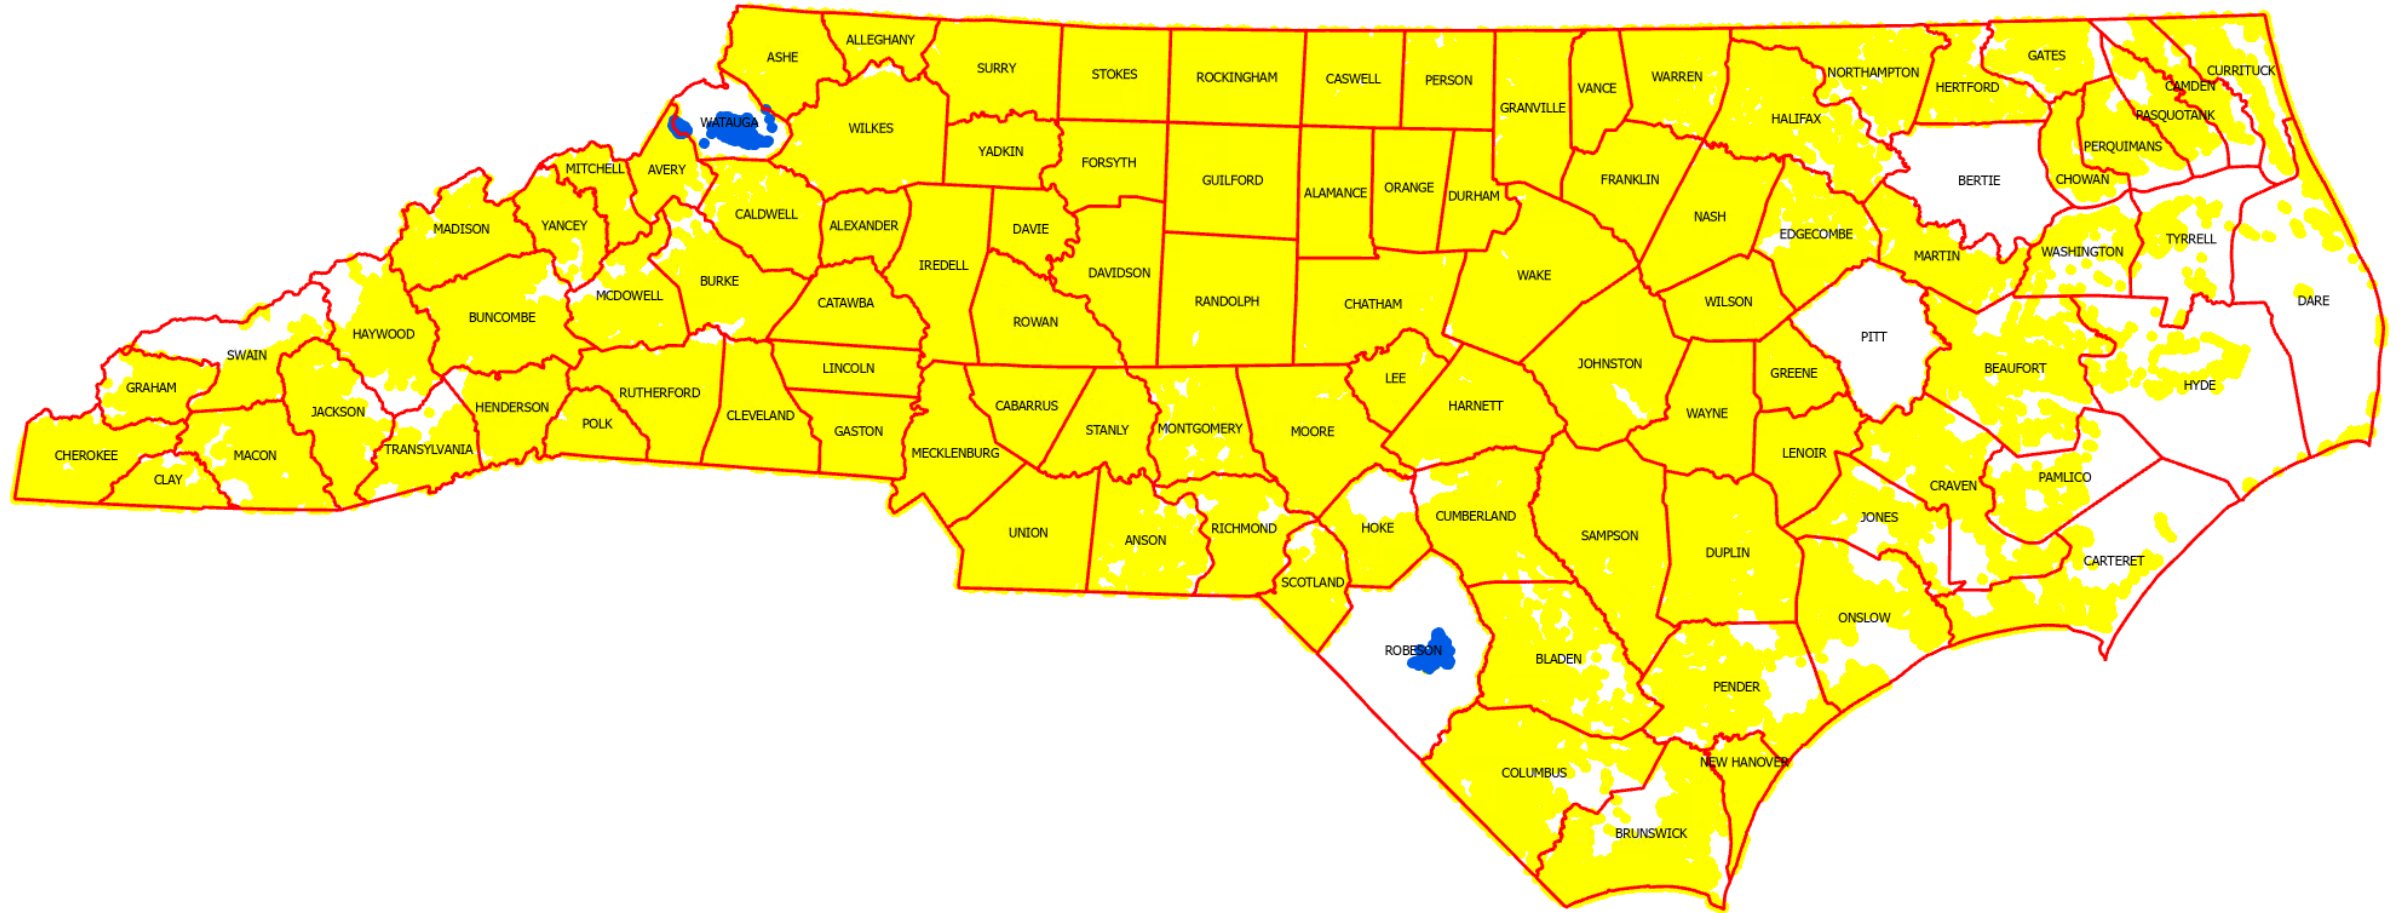 ALLEGHANY
ASHE
SURRY
STOKES
ROCKINGHAM
CASWELL
PERSON
GRANVILLE
VANCE
WARREN
NORTHAMPTON
HERTFORD
GATES
CURRITUCK
CAMDEN
PASQUOTANK
PERQUIMANS
CHOWAN
WATAUGA
WILKES
YADKIN
FORSYTH
GUILFORD
ALAMANCE
ORANGE
DURHAM
FRANKLIN
HALIFAX
BERTIE
MITCHELL
AVERY
MADISON
YANCEY
CALDWELL
ALEXANDER
DAVIE
IREDELL
DAVIDSON
NASH
EDGECOMBE
MARTIN
WASHINGTON
TYRRELL
DARE
BUNCOMBE
MCDOWELL
BURKE
CATAWBA
ROWAN
RANDOLPH
CHATHAM
WAKE
WILSON
PITT
HAYWOOD
SWAIN
GRAHAM
JACKSON
HENDERSON
RUTHERFORD
POLK
CLEVELAND
LINCOLN
GASTON
CABARRUS
STANLY
MONTGOMERY
MOORE
LEE
HARNETT
JOHNSTON
GREENE
WAYNE
BEAUFORT
HYDE
CHEROKEE
CLAY
MACON
TRANSYLVANIA
MECKLENBURG
LENOIR
CRAVEN
PAMLICO
UNION
ANSON
RICHMOND
HOKE
CUMBERLAND
SAMPSON
DUPLIN
JONES
CARTERET
SCOTLAND
ROBESON
BLADEN
PENDER
ONSLOW
COLUMBUS
NEW HANOVER
BRUNSWICK